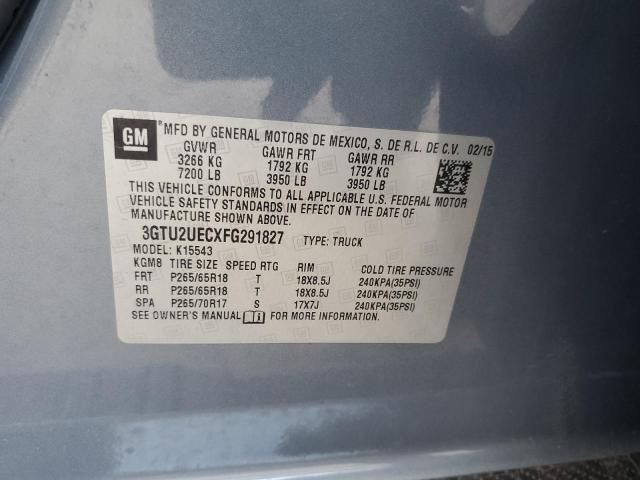 GM
MFD BY GENERAL MOTORS DE MEXICO, S. DE R.L. DE C.V. 02/15
GVWR GAWR FRT GAWR RR
3266 KG 1792 KG 1792 KG
7200 LB 3950 LB 3950 LB
THIS VEHICLE CONFORMS TO ALL APPLICABLE U.S. FEDERAL MOTOR
VEHICLE SAFETY STANDARDS IN EFFECT ON THE DATE OF
MANUFACTURE SHOWN ABOVE.
3GTU2UECXFG291827 TYPE: TRUCK
MODEL: K15543
KGM8 TIRE SIZE SPEED RTG RIM COLD TIRE PRESSURE
FRT P265/65R18 T 18X8.5J 240KPA(35PSI)
RR P265/65R18 T 18X8.5J 240KPA(35PSI)
SPA P265/70R17 S 17X7J 240KPA(35PSI)
SEE OWNER'S MANUAL FOR MORE INFORMATION.